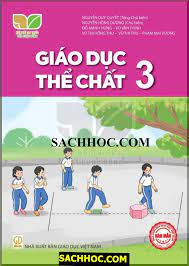 NGUYỄN DUY QUYẾT (Tổng Chủ biên)
NGUYỄN HỒNG DƯƠNG (Chủ biên)
ĐỖ MẠNH HƯNG - VŨ VĂN THỊNH
VŨ THỊ HỒNG THU - VŨ THỊ THƯ - PHẠM MAI VƯƠNG
GIÁO DỤC
THỂ CHẤT 3
SACHHOC.COM
BẢN MẪU
NHÀ XUẤT BẢN GIÁO DỤC VIỆT NAM
SACHHOC.COM